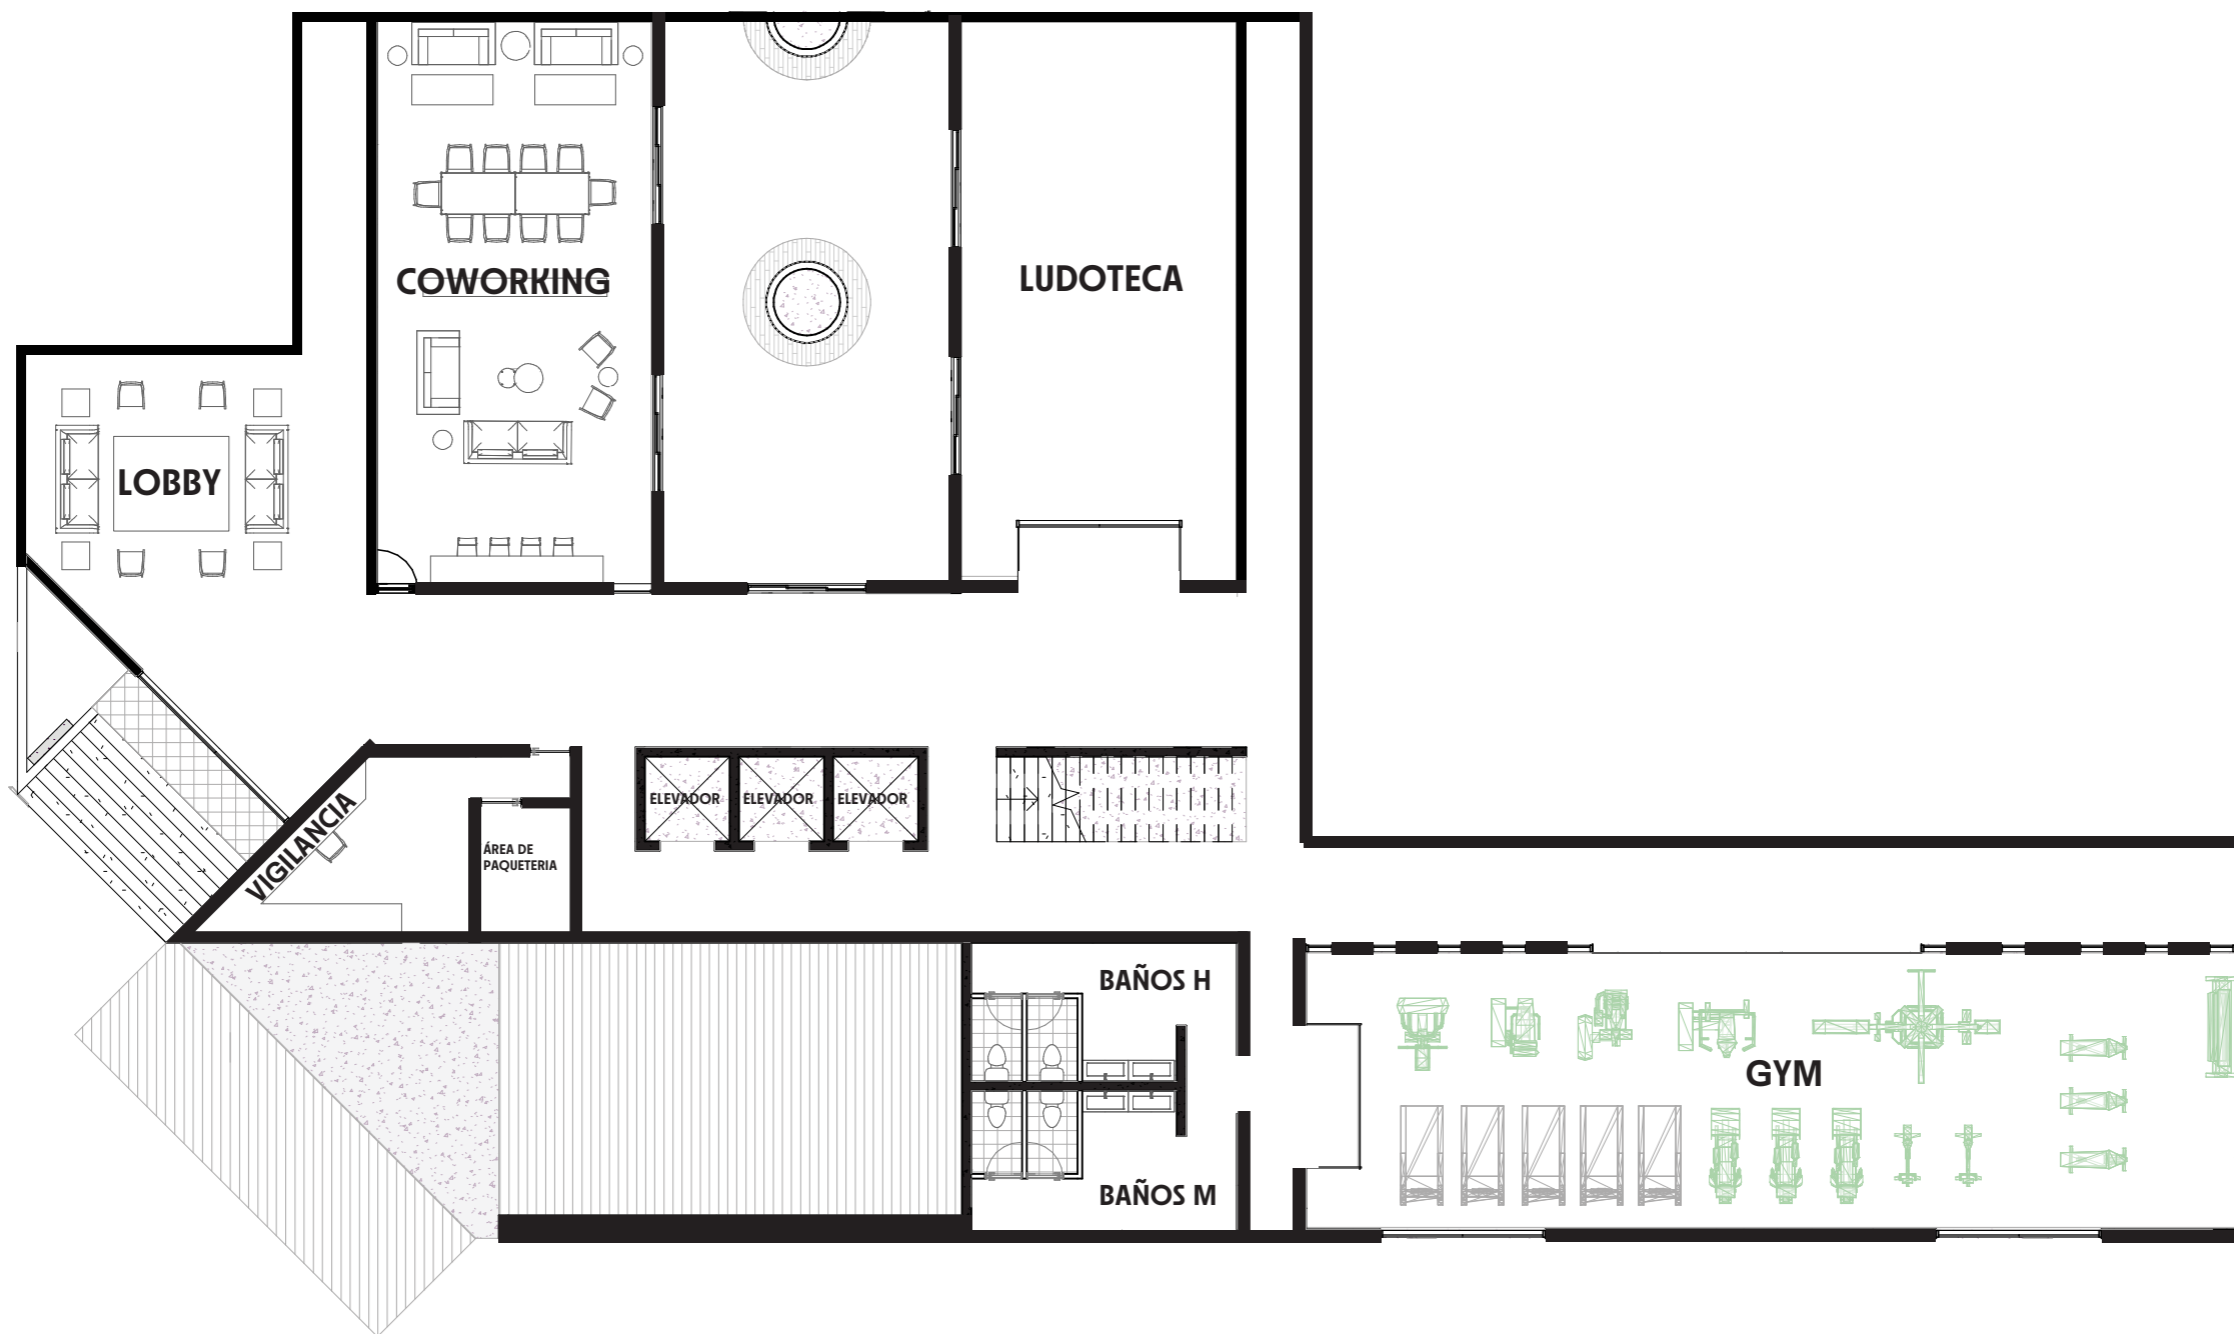 COWORKING
LUDOTECA
LOBBY
VIGILANCIA
ELEVADOR
ELEVADOR
ELEVADOR
ÁREA DE
PAQUETERIA
BAÑOS H
GYM
BAÑOS M